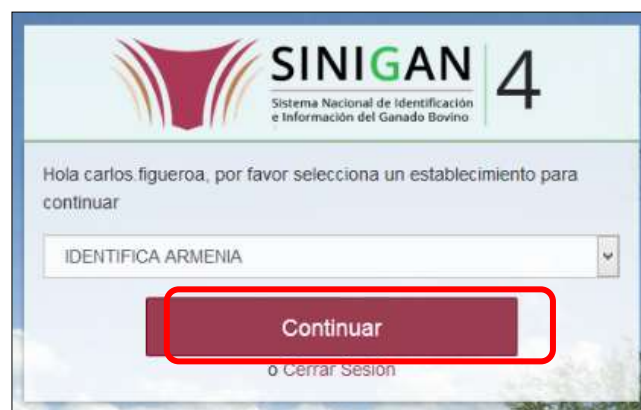 SINIGAN 4
Sistema Nacional de Identificación
e Información del Ganado Bovino
Hola carlos.figueroa, por favor selecciona un establecimiento para
continuar
IDENTIFICA ARMENIA
Continuar
o Cerrar Sesión